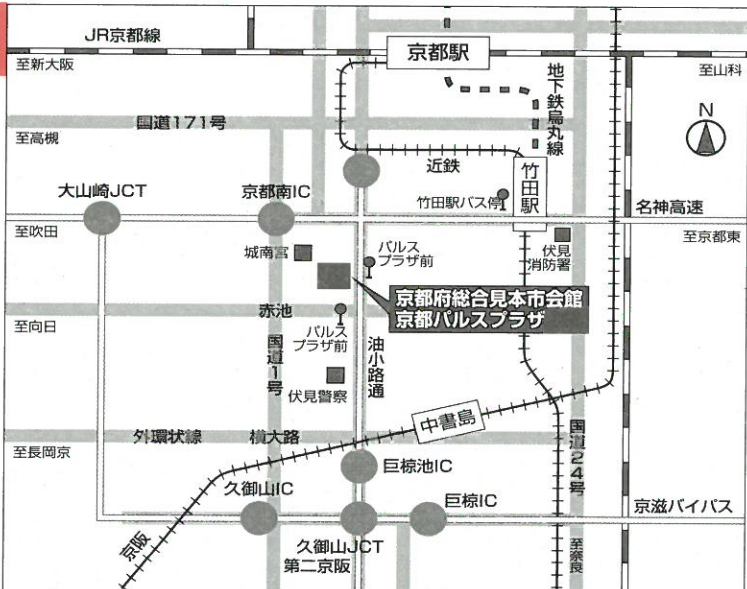 JR京都線
京都駅
至新大阪
至山科
地下鉄烏丸線
N
国道171号
至高槻
近鉄
竹田駅
大山崎JCT
京都南IC
竹田駅バス停
名神高速
至吹田
至京都東
城南宮
パルス
プラザ前
伏見
消防署
京都府総合見本市会館
京都パルスプラザ
赤池
至向日
パルス
プラザ前
国道1号
油小路通
伏見警察
中書島
外環状線
横大路
国道24号
至長岡京
巨椋池IC
久御山IC
巨椋IC
京滋バイパス
京阪
久御山JCT
第二京阪
至奈良